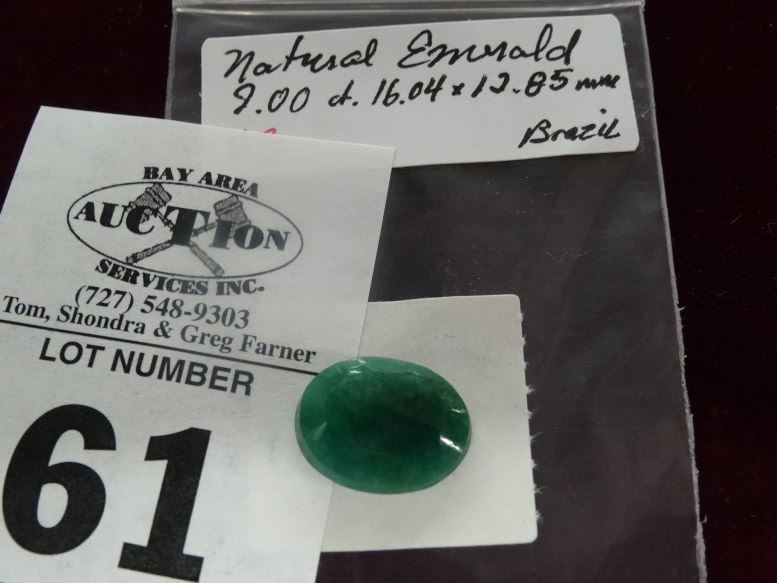 Natural Emerald
9.00 ct. 16.04 x 12.85 mm
Brazil
BAY AREA
AUCTION
SERVICES INC.
(727) 548-9303
Tom, Shondra & Greg Farner
LOT NUMBER
61